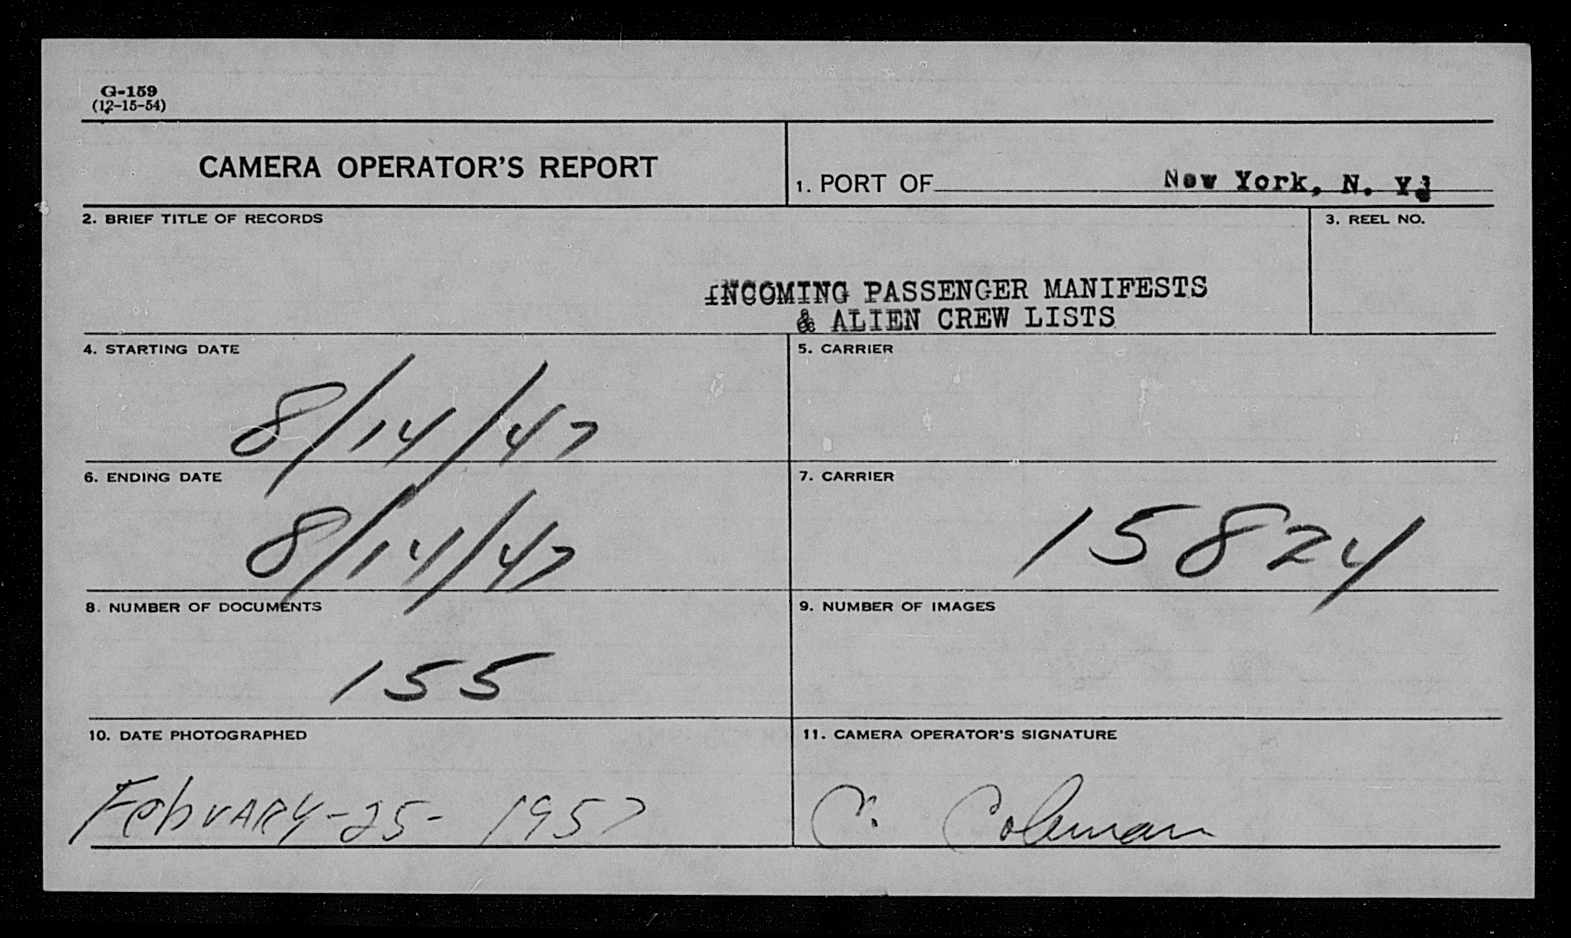 G-159
(12-15-54)
CAMERA OPERATOR'S REPORT
1. PORT OF New York, N. Y.
2. BRIEF TITLE OF RECORDS
3. REEL NO.
INCOMING PASSENGER MANIFESTS
& ALIEN CREW LISTS
4. STARTING DATE
5. CARRIER
8/14/47
6. ENDING DATE
7. CARRIER
8/14/47
15824
8. NUMBER OF DOCUMENTS
9. NUMBER OF IMAGES
155
10. DATE PHOTOGRAPHED
11. CAMERA OPERATOR'S SIGNATURE
FebruARY-25- 1957
C. Coleman